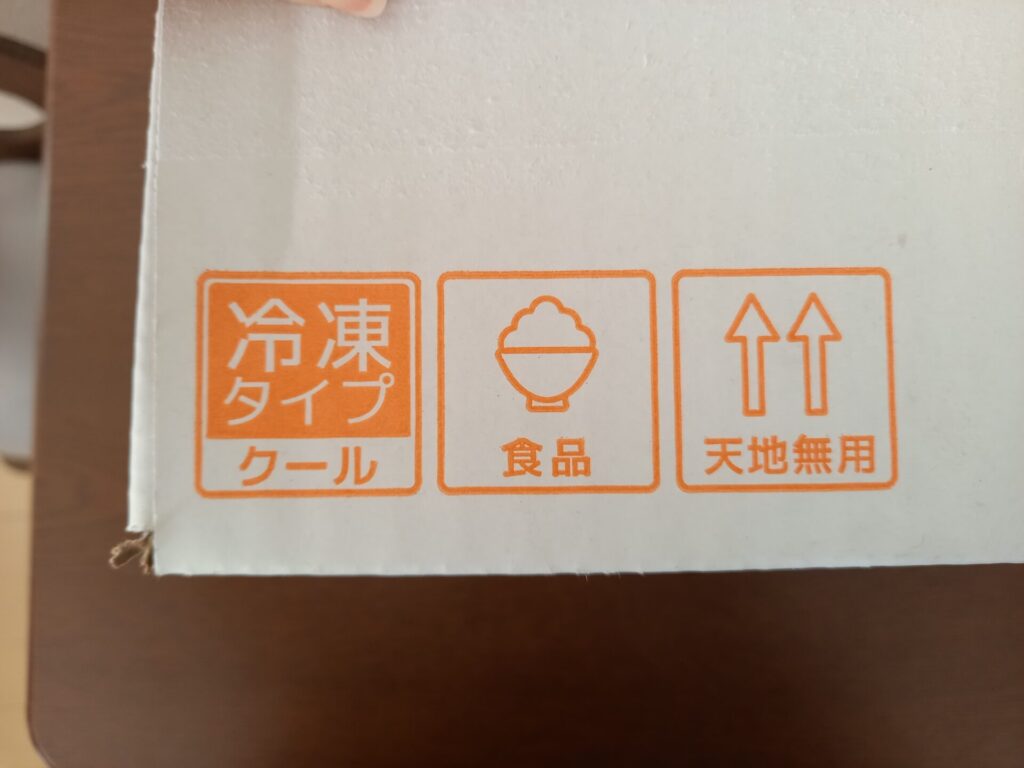 冷凍
タイプ
クール
食品
天地無用